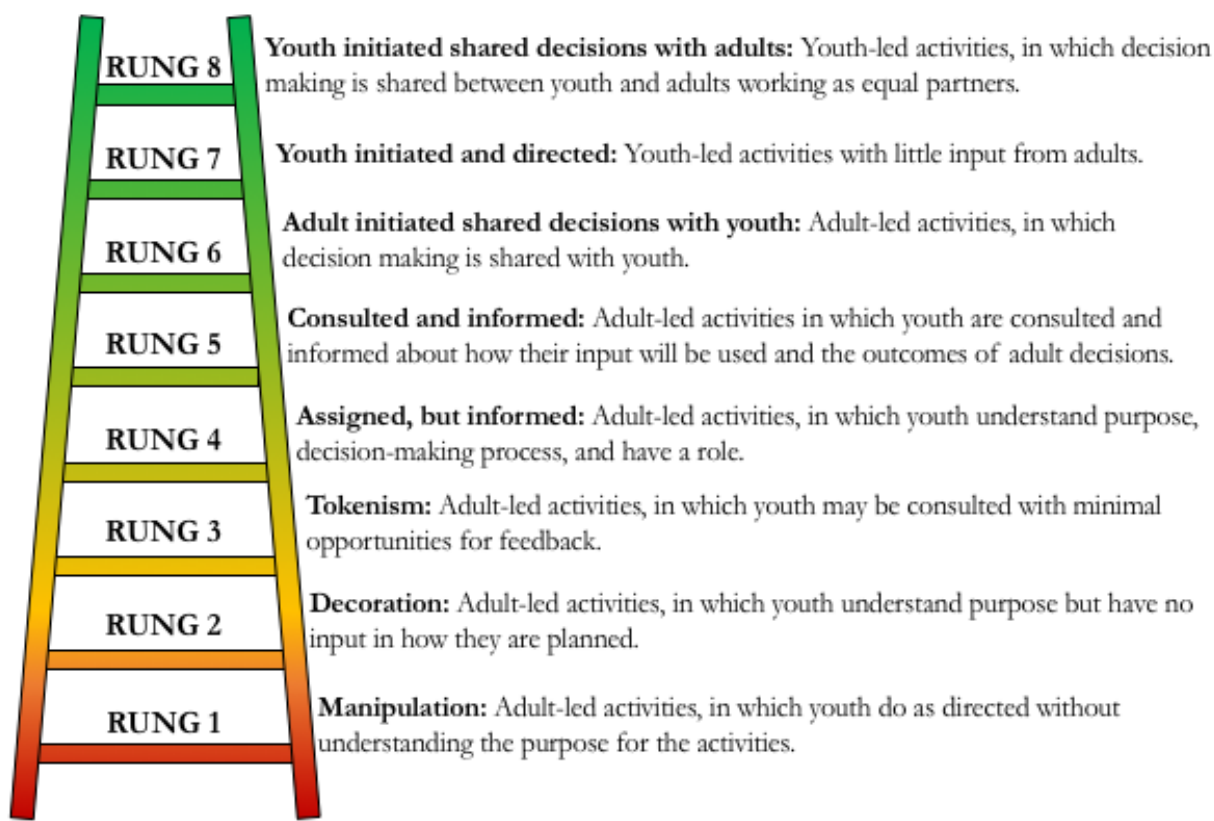 RUNG 8
Youth initiated shared decisions with adults: Youth-led activities, in which decision
making is shared between youth and adults working as equal partners.
RUNG 7
Youth initiated and directed: Youth-led activities with little input from adults.
RUNG 6
Adult initiated shared decisions with youth: Adult-led activities, in which
decision making is shared with youth.
RUNG 5
Consulted and informed: Adult-led activities in which youth are consulted and
informed about how their input will be used and the outcomes of adult decisions.
RUNG 4
Assigned, but informed: Adult-led activities, in which youth understand purpose,
decision-making process, and have a role.
RUNG 3
Tokenism: Adult-led activities, in which youth may be consulted with minimal
opportunities for feedback.
RUNG 2
Decoration: Adult-led activities, in which youth understand purpose but have no
input in how they are planned.
RUNG 1
Manipulation: Adult-led activities, in which youth do as directed without
understanding the purpose for the activities.